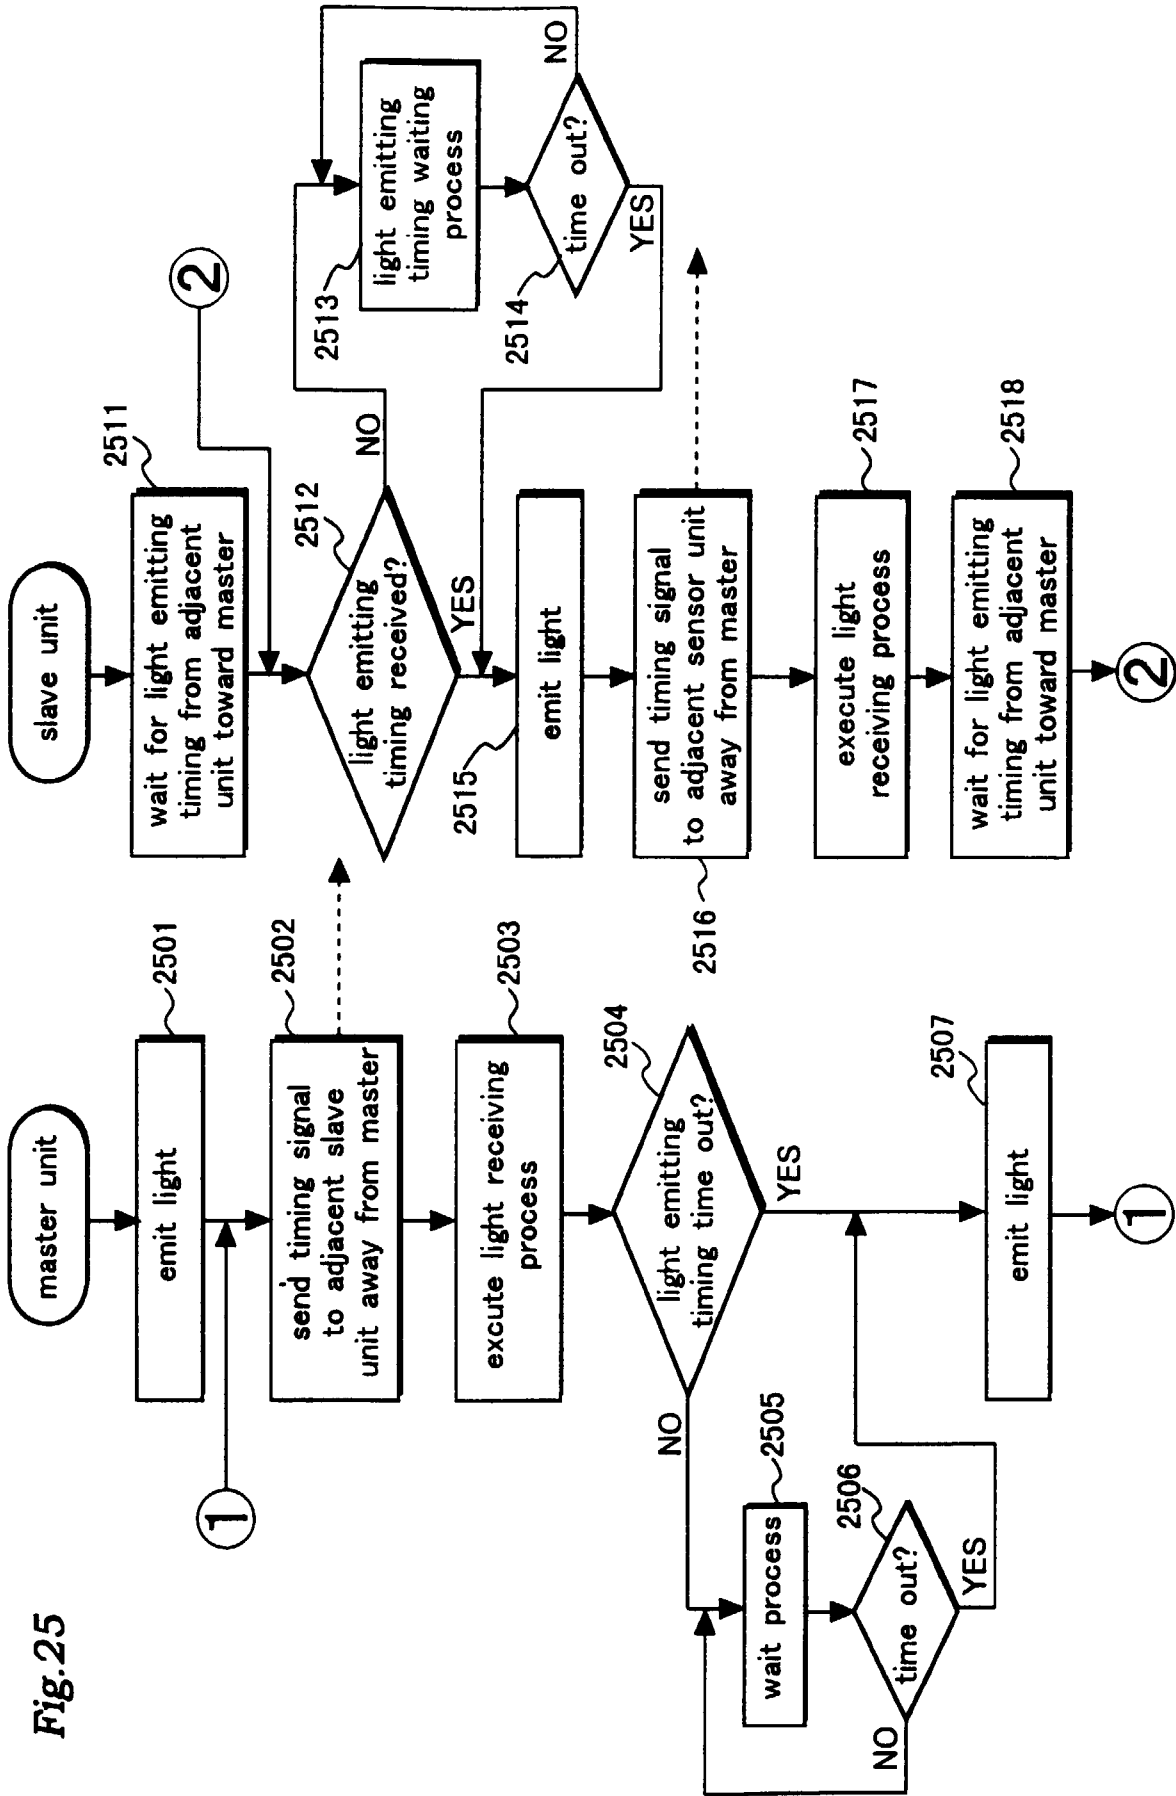 Fig.25
master unit
emit light
2501
1
send timing signal
to adjacent slave
unit away from master
2502
excute light receiving
process
2503
light emitting
timing time out?
2504
NO
YES
wait process
2505
time out?
2506
NO
YES
emit light
2507
1
slave unit
wait for light emitting
timing from adjacent
unit toward master
2511
2
light emitting
timing received?
2512
NO
YES
light emitting
timing waiting
process
2513
time out?
2514
NO
YES
emit light
2515
send timing signal
to adjacent sensor unit
away from master
2516
execute light
receiving process
2517
wait for light emitting
timing from adjacent
unit toward master
2518
2